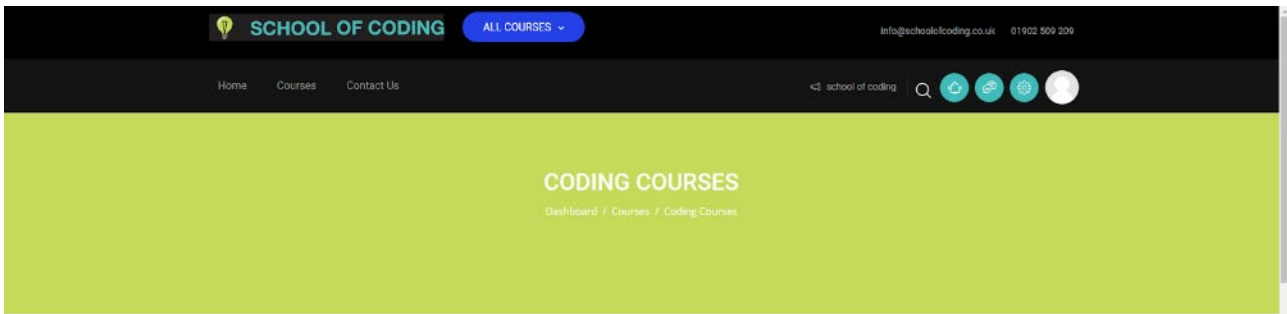 SCHOOL OF CODING ALL COURSES info@schoolofcoding.co.uk 01902 509 209
Home Courses Contact Us school of coding
CODING COURSES
Dashboard / Courses / Coding Courses